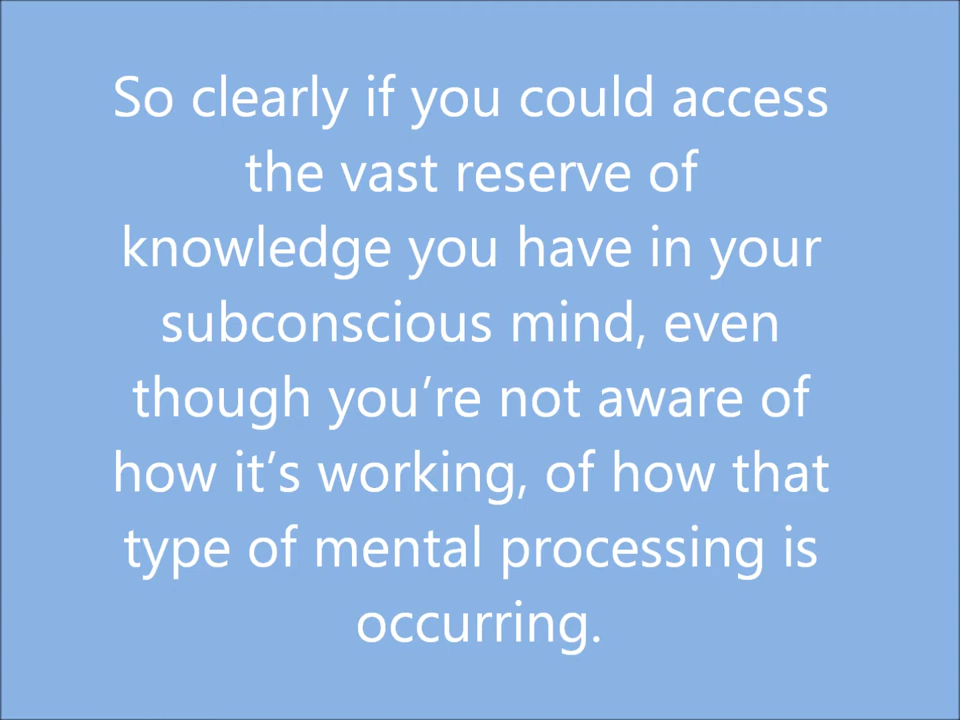 So clearly if you could access
the vast reserve of
knowledge you have in your
subconscious mind, even
though you’re not aware of
how it’s working, of how that
type of mental processing is
occurring.